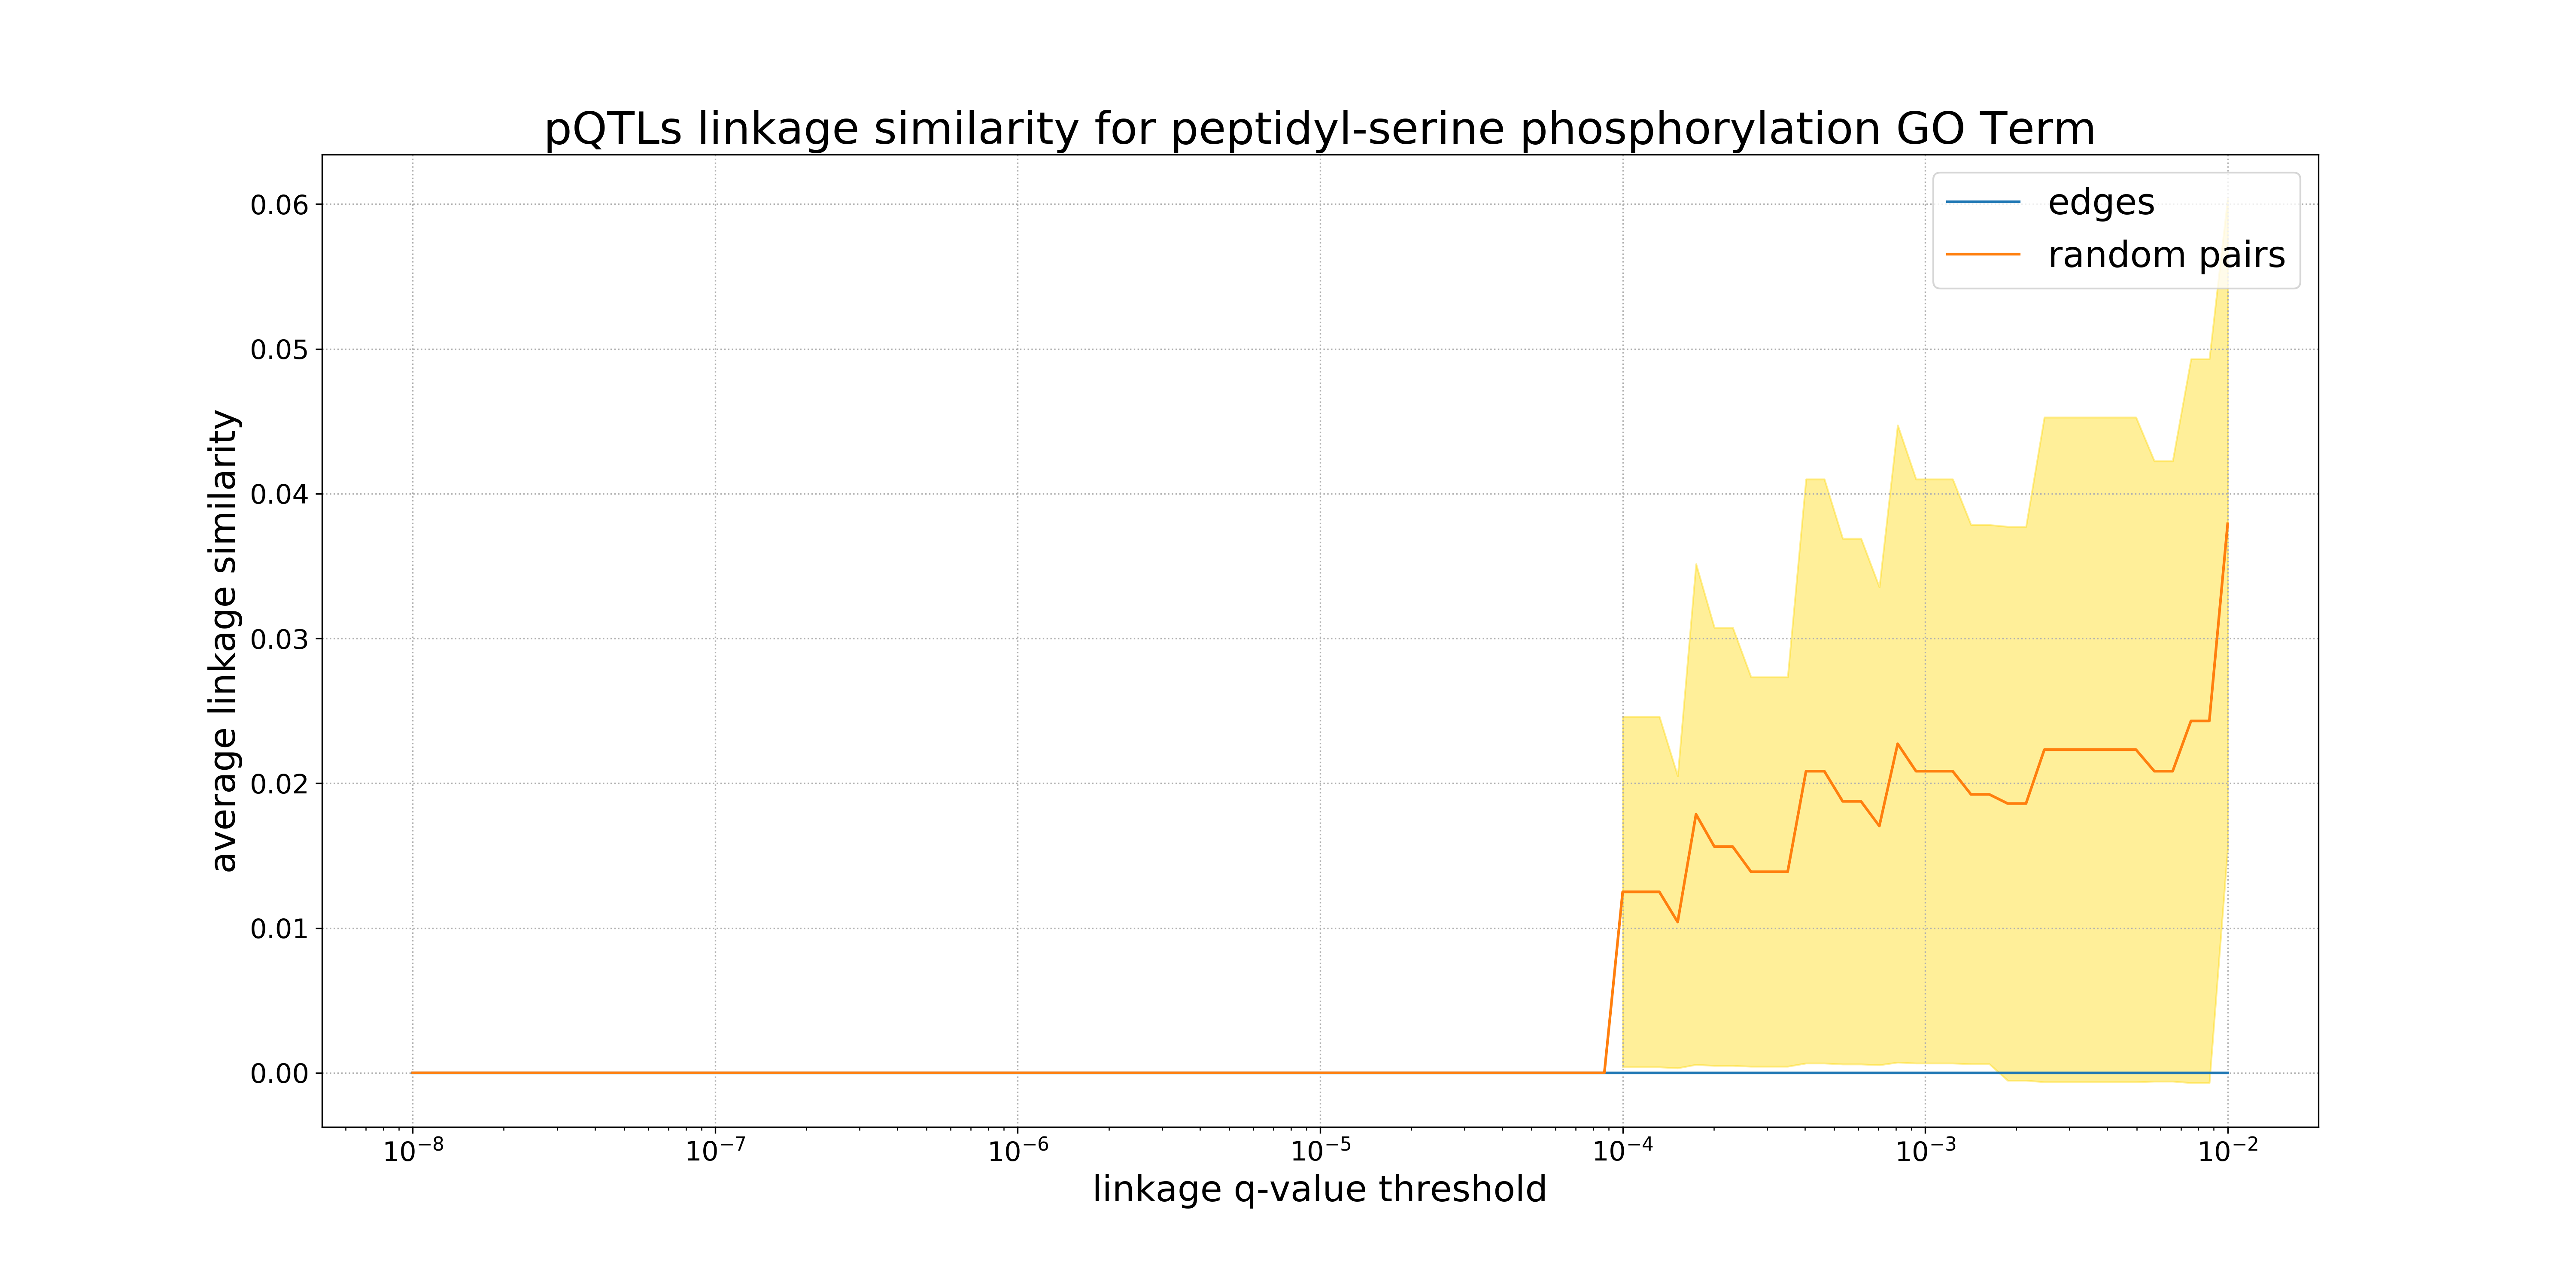 pQTLs linkage similarity for peptidyl-serine phosphorylation GO Term
edges
random pairs
0.06
0.05
0.04
0.03
0.02
0.01
0.00
average linkage similarity
10⁻⁸ 10⁻⁷ 10⁻⁶ 10⁻⁵ 10⁻⁴ 10⁻³ 10⁻²
linkage q-value threshold